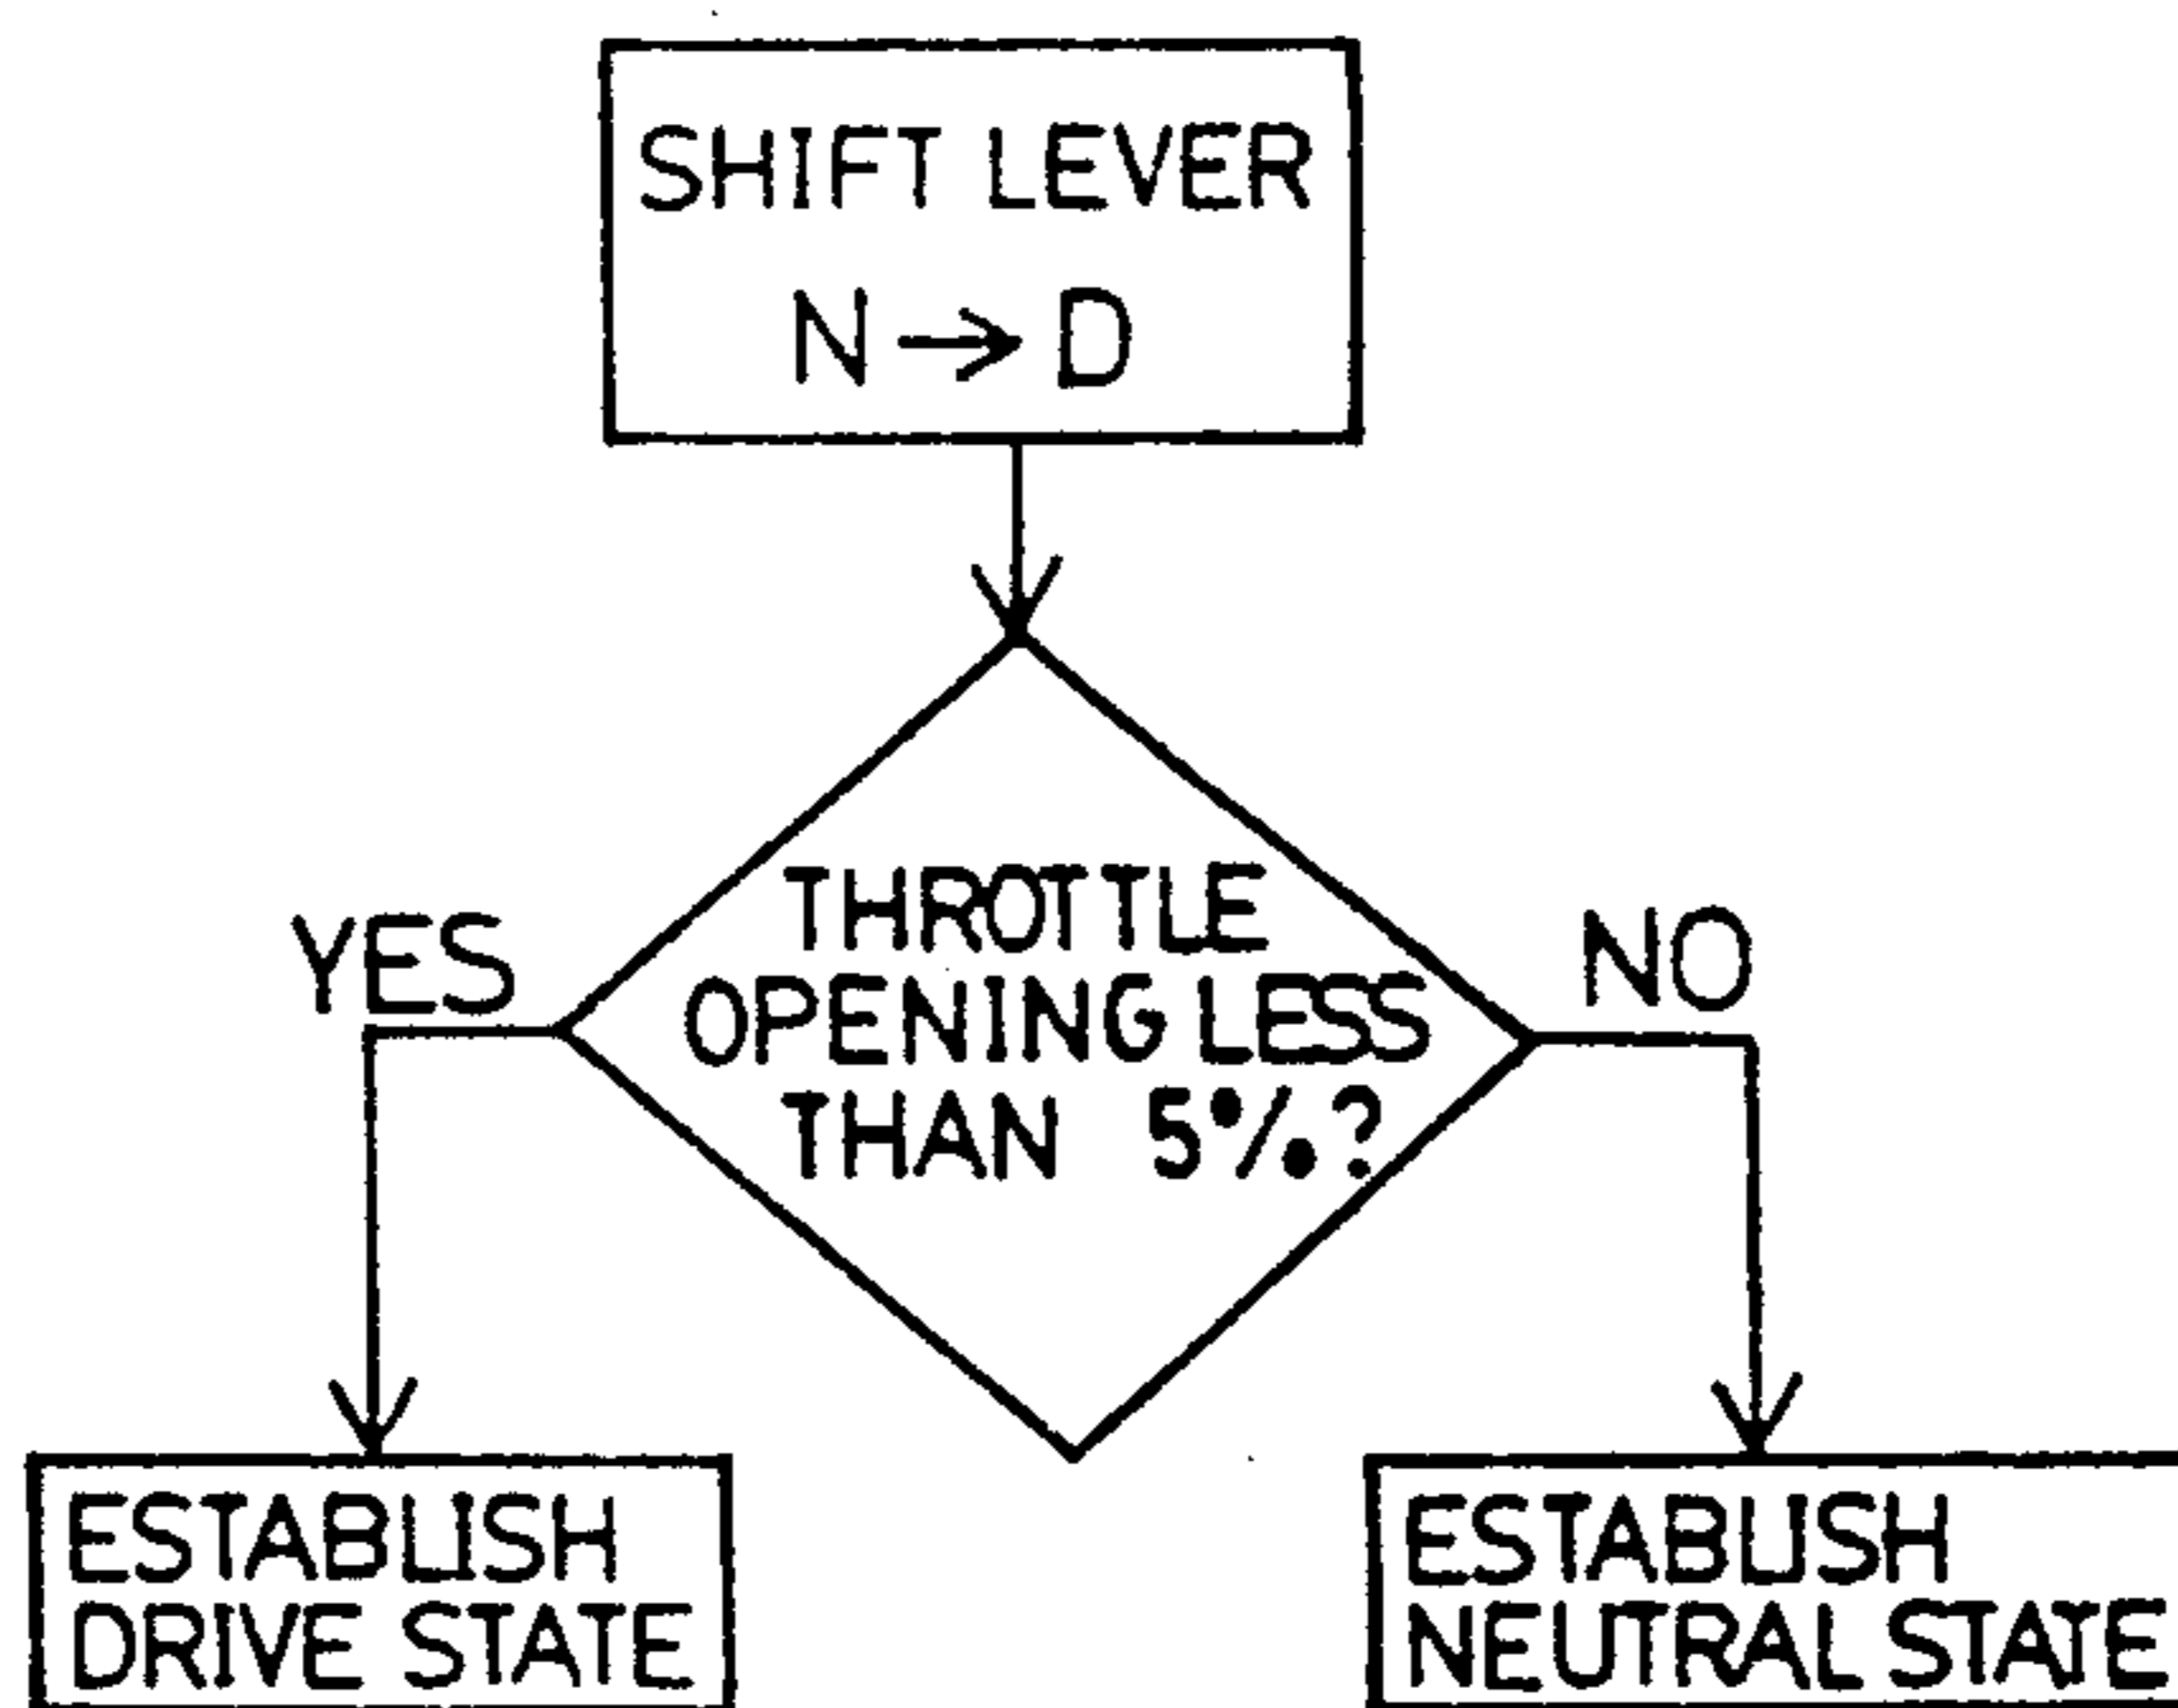 SHIFT LEVER
N→D
THROTTLE
OPENING LESS
THAN 5%?
YES
NO
ESTABLISH
DRIVE STATE
ESTABLISH
NEUTRAL STATE